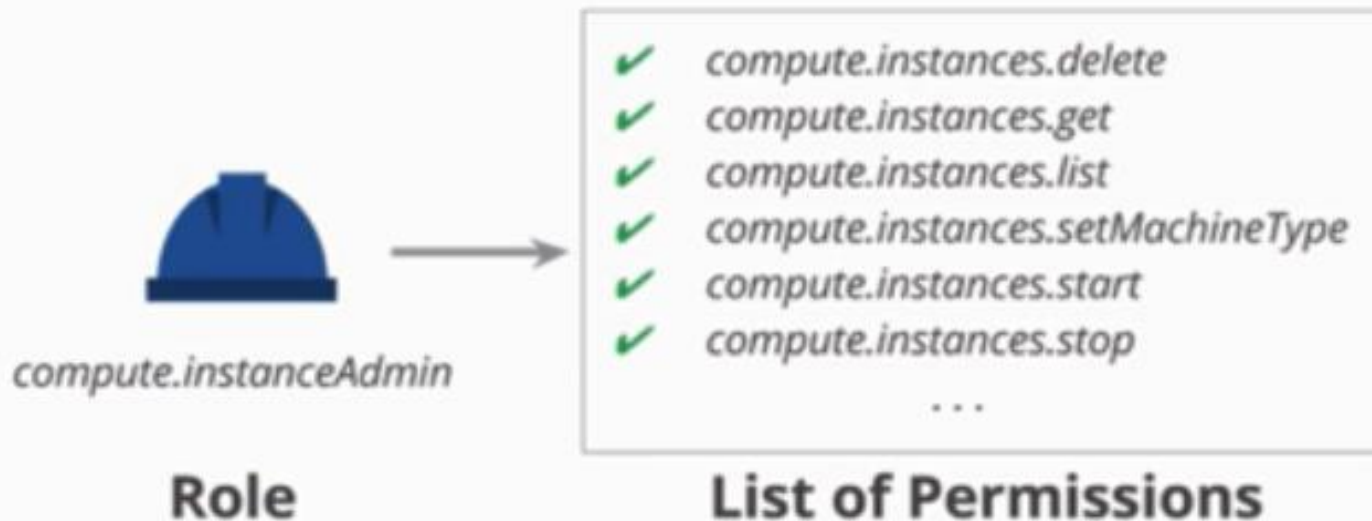 compute.instances.delete
compute.instances.get
compute.instances.list
compute.instances.setMachineType
compute.instances.start
compute.instances.stop
...
compute.instanceAdmin
Role
List of Permissions